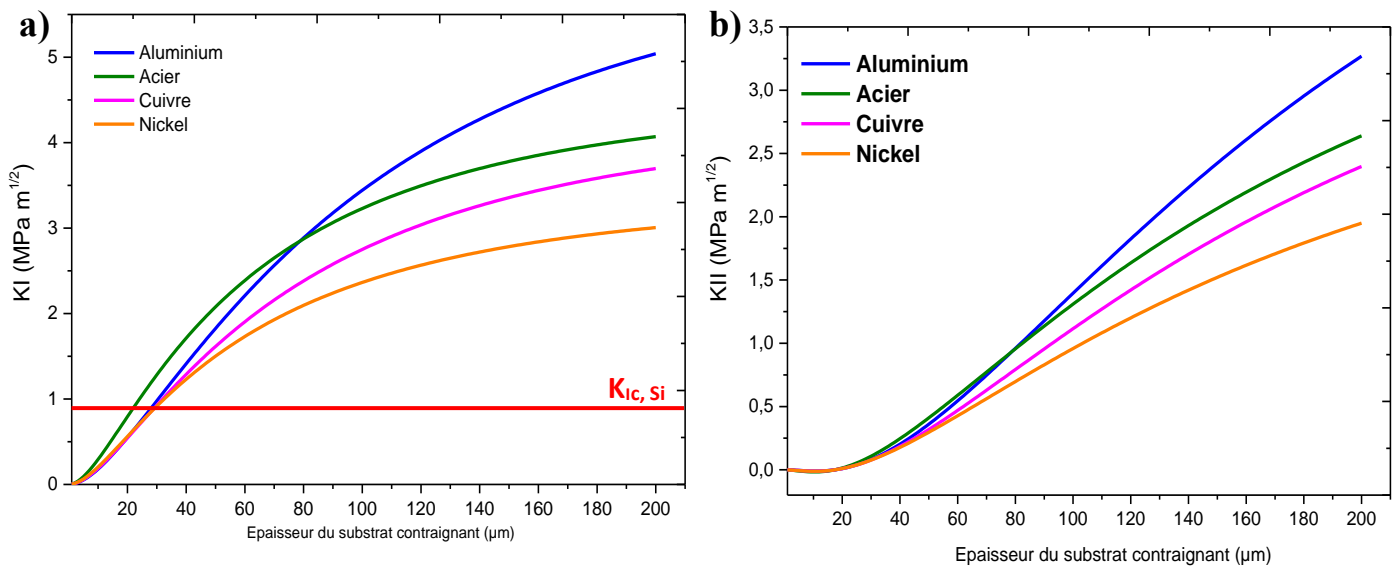 a)
Aluminium
Acier
Cuivre
Nickel
KI (MPa m^1/2)
5
4
3
2
1
0
K_Ic, Si
20 40 60 80 100 120 140 160 180 200
Epaisseur du substrat contraignant (µm)
b)
Aluminium
Acier
Cuivre
Nickel
KII (MPa m^1/2)
3,5
3,0
2,5
2,0
1,5
1,0
0,5
0,0
20 40 60 80 100 120 140 160 180 200
Epaisseur du substrat contraignant (µm)